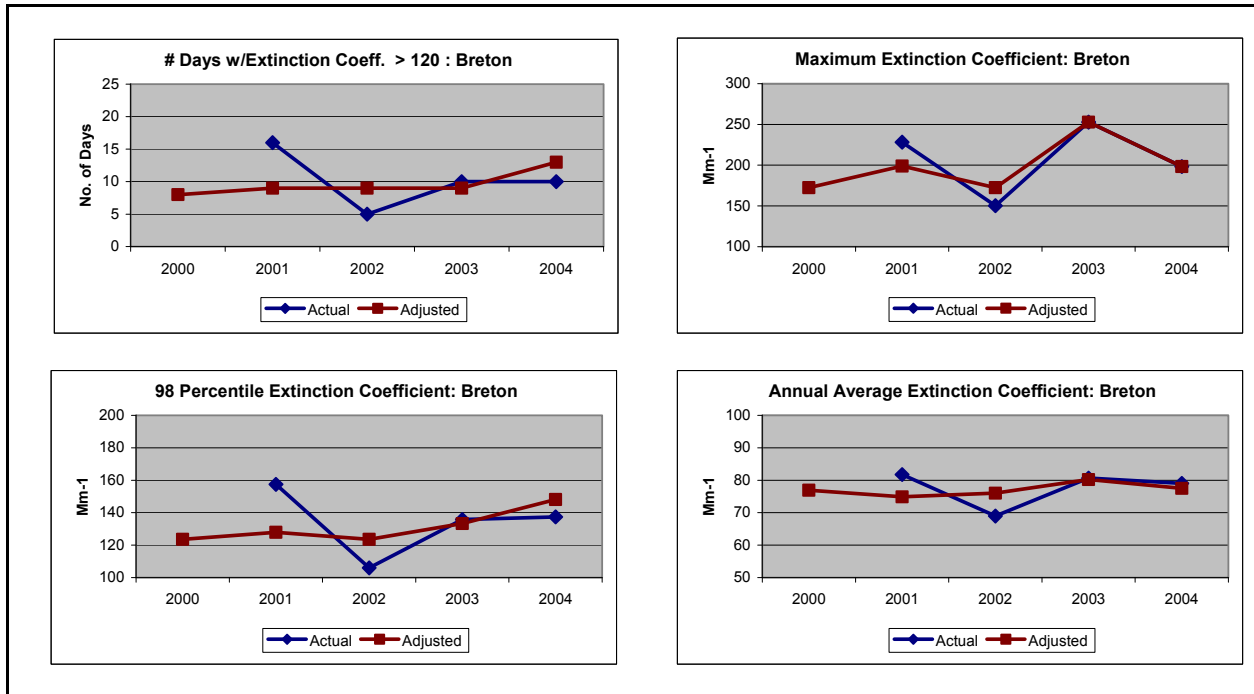 # Days w/Extinction Coeff.  > 120 : Breton
25
20
15
10
5
0
No. of Days
2000 2001 2002 2003 2004
Actual Adjusted
Maximum Extinction Coefficient: Breton
300
250
200
150
100
Mm-1
2000 2001 2002 2003 2004
Actual Adjusted
98 Percentile Extinction Coefficient: Breton
200
180
160
140
120
100
Mm-1
2000 2001 2002 2003 2004
Actual Adjusted
Annual Average Extinction Coefficient: Breton
100
90
80
70
60
50
Mm-1
2000 2001 2002 2003 2004
Actual Adjusted